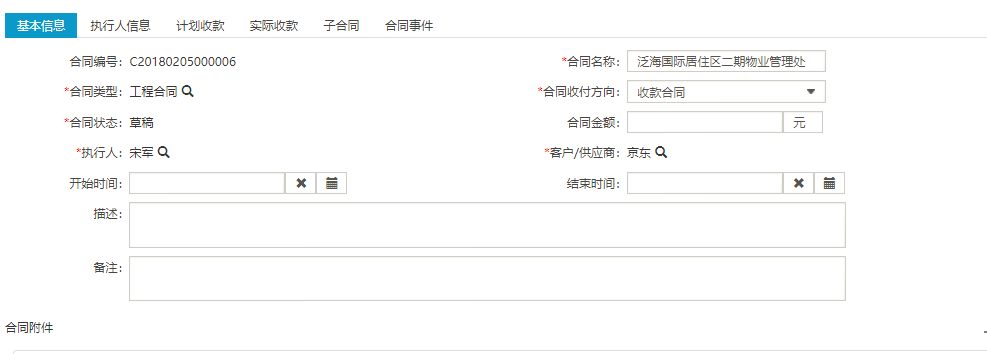 基本信息 执行人信息 计划收款 实际收款 子合同 合同事件
合同编号： C20180205000006 *合同名称： 泛海国际居住区二期物业管理处
*合同类型： 工程合同 *合同收付方向： 收款合同
*合同状态： 草稿 合同金额： 元
*执行人： 宋军 *客户/供应商： 京东
开始时间： 结束时间：
描述：
备注：
合同附件